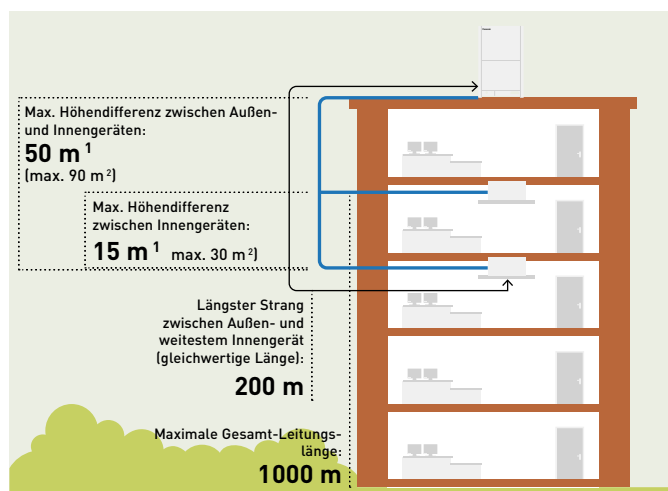 Max. Höhendifferenz zwischen Außen-
und Innengeräten:
50 m ¹
(max. 90 m ²)
Max. Höhendifferenz
zwischen Innengeräten:
15 m ¹ max. 30 m ²)
Längster Strang
zwischen Außen- und
weitestem Innengerät
(gleichwertige Länge):
200 m
Maximale Gesamt-Leitungs-
länge:
1000 m